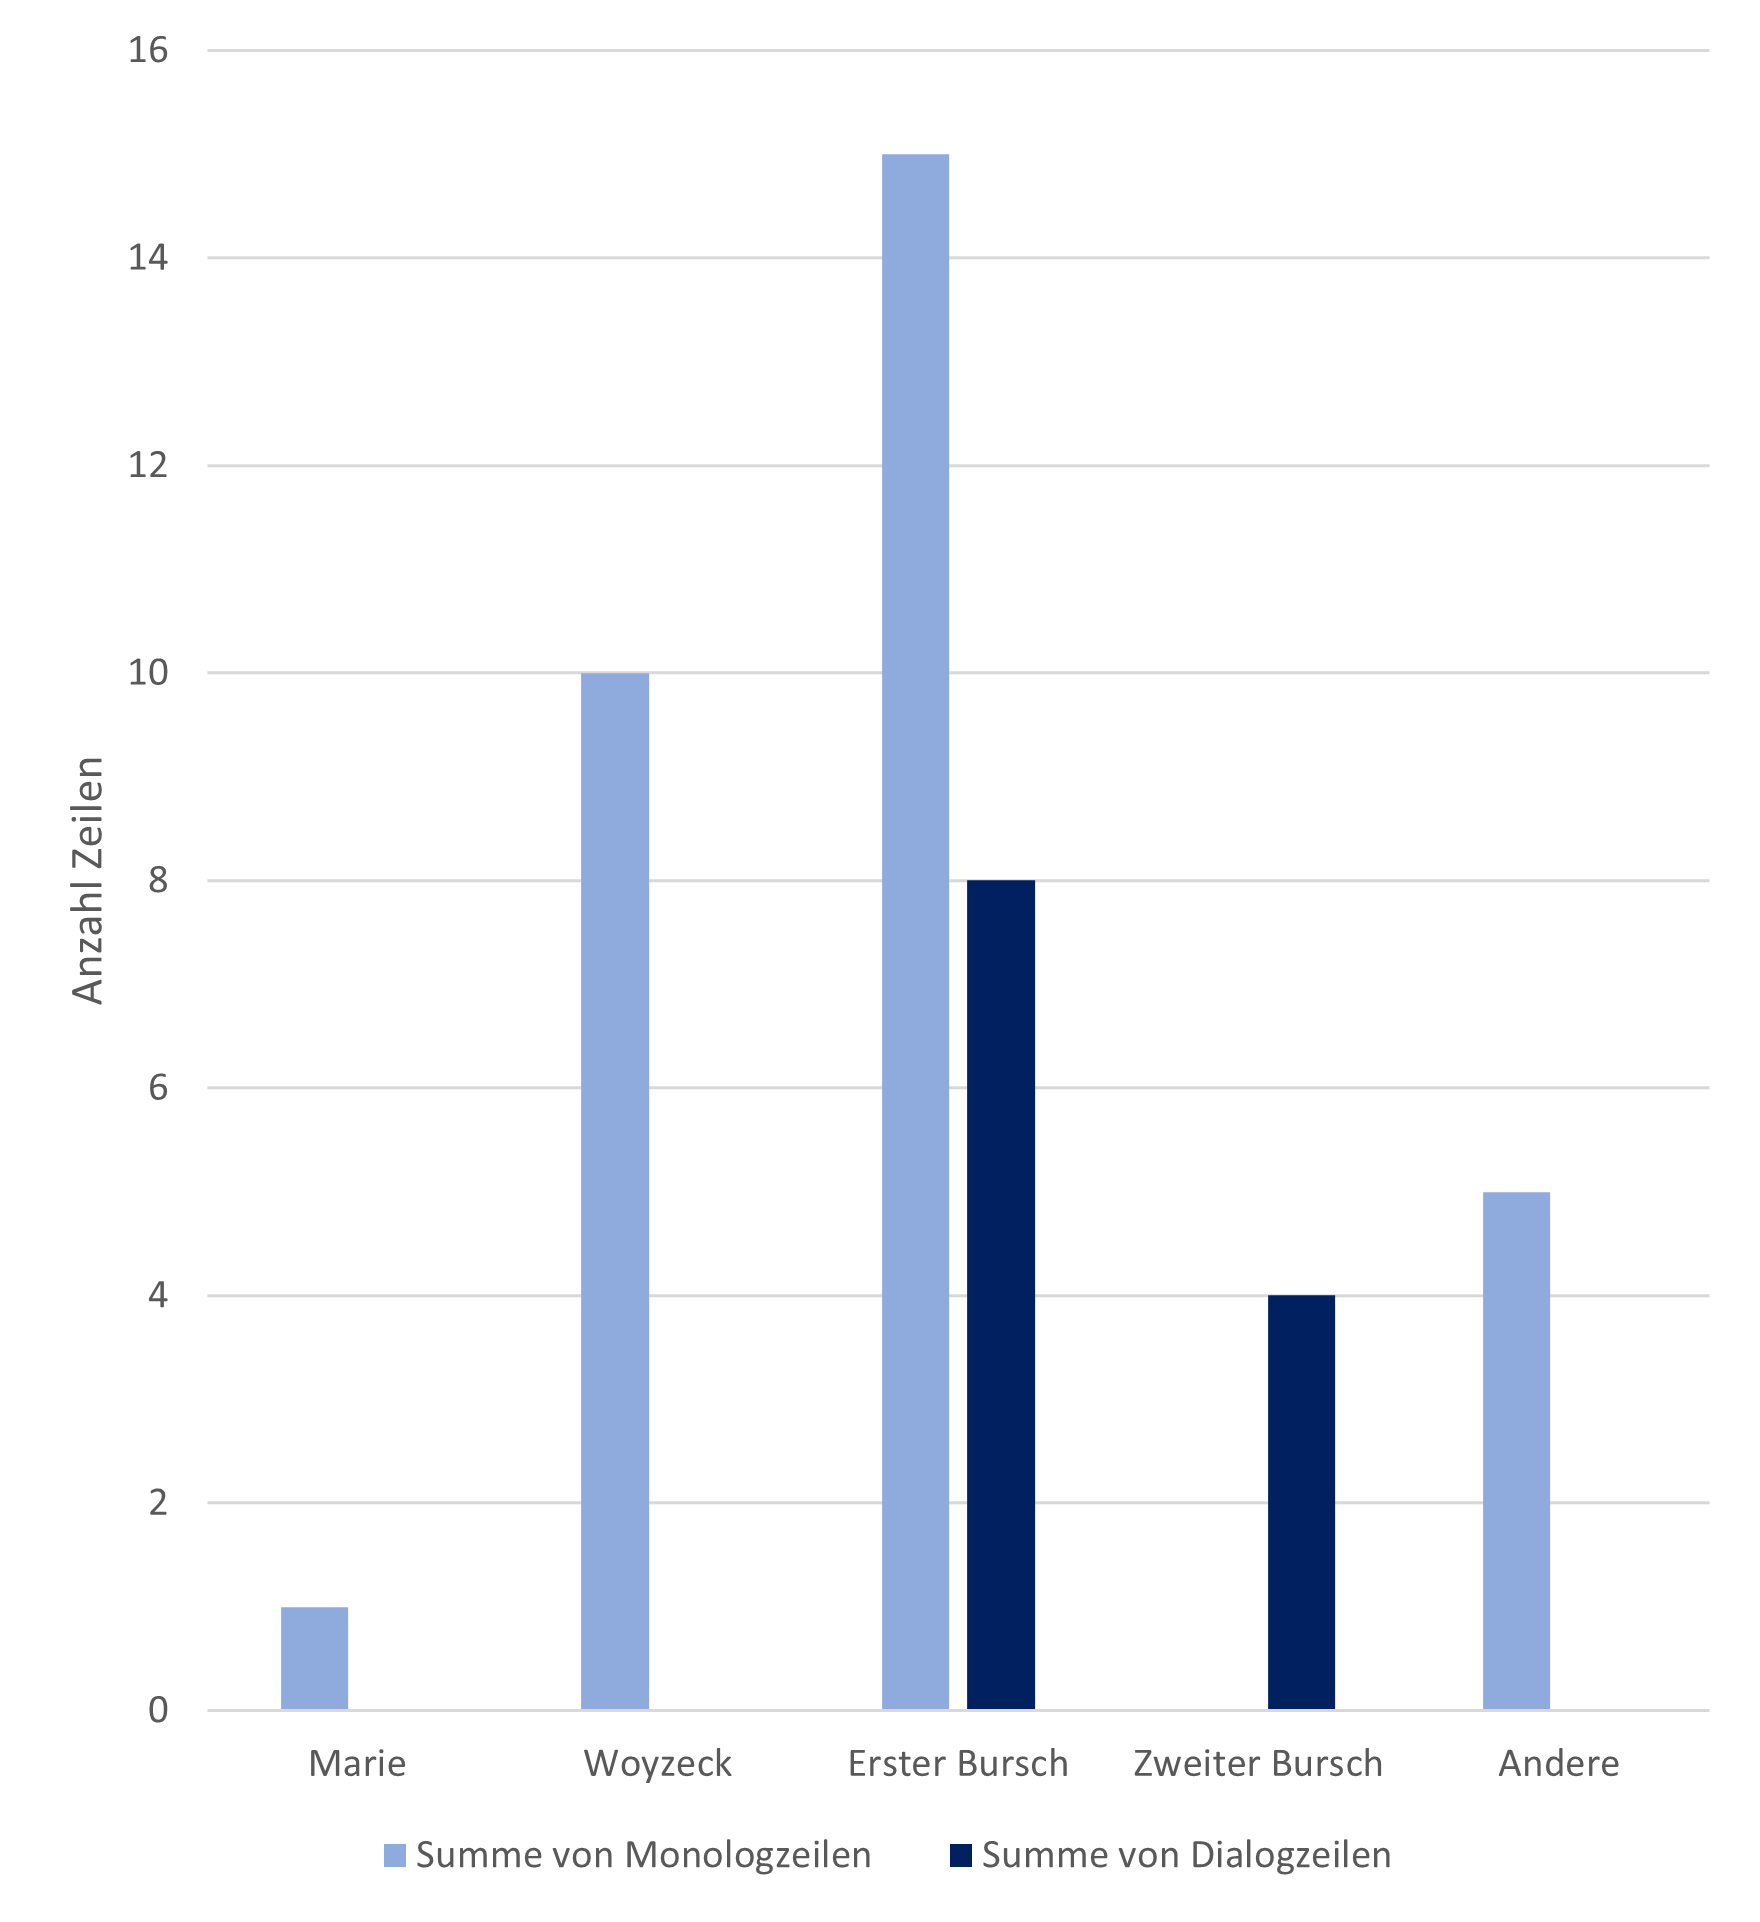 16
14
12
10
8
6
4
2
0
Anzahl Zeilen
Marie
Woyzeck
Erster Bursch
Zweiter Bursch
Andere
Summe von Monologzeilen
Summe von Dialogzeilen